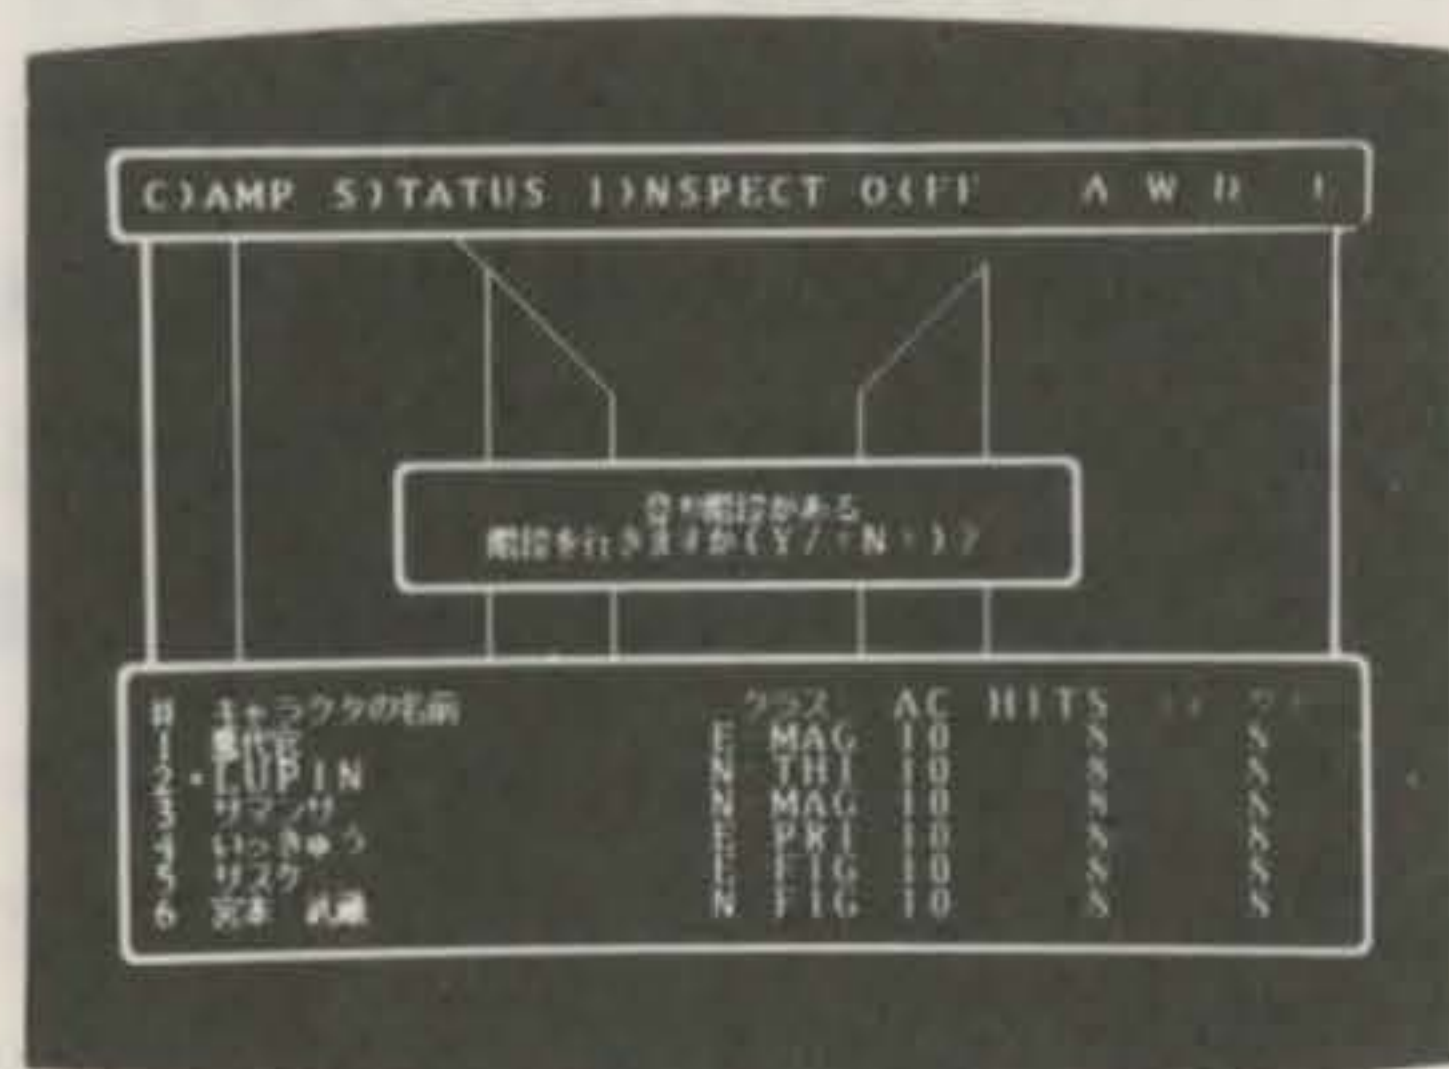 C)AMP S)TATUS I)NSPECT O(FF A W D
階段がある
階段を行きますか(Y/N)?
# キャラクタの名前 クラス AC HITS
1 E MAG 10 8 8
2 LUPIN N THI 10 8 8
3 サマンサ N MAG 10 8 8
4 いっきゅう E PRI 10 8 8
5 サスケ E FIG 10 8 8
6 宮本 武蔵 N FIG 10 8 8